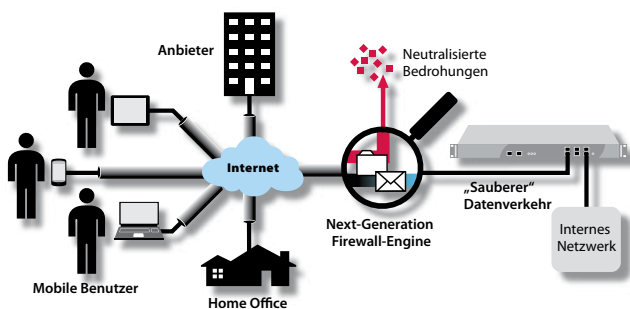 Anbieter
Neutralisierte
Bedrohungen
Internet
„Sauberer“
Datenverkehr
Next-Generation
Firewall-Engine
Internes
Netzwerk
Mobile Benutzer
Home Office